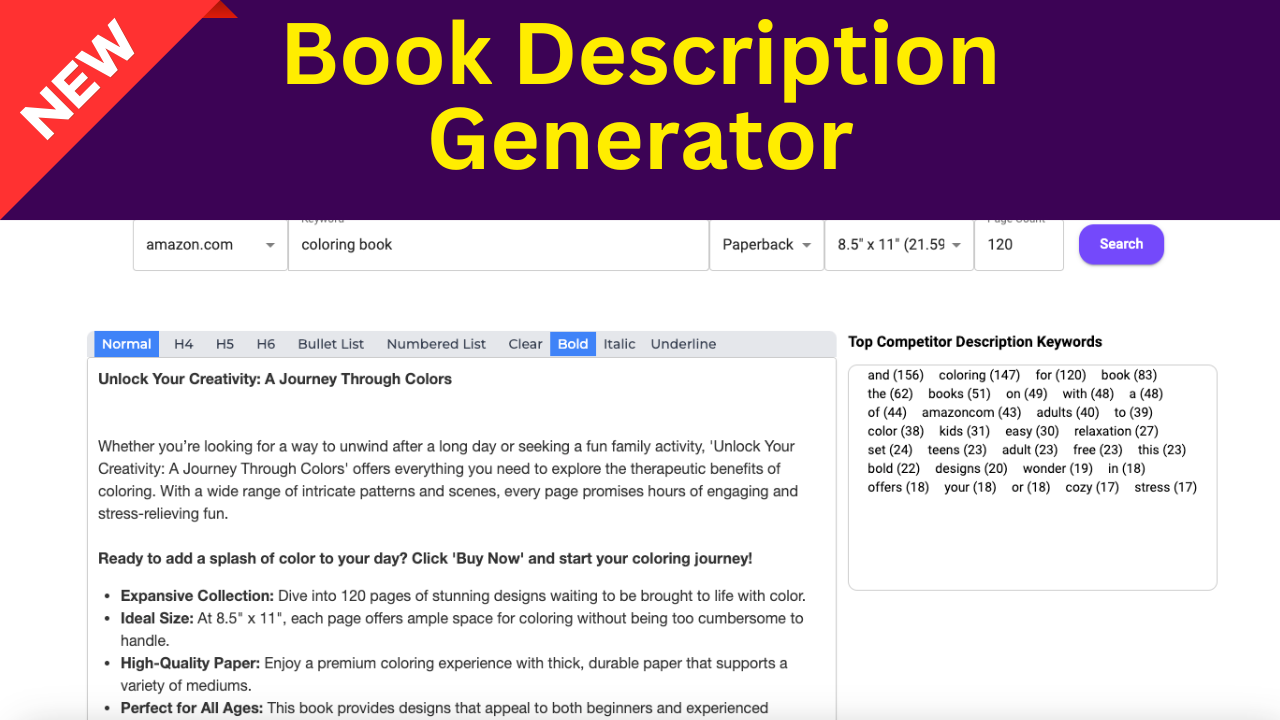 NEW
Book Description
Generator
Keyword
Page Count
amazon.com
coloring book
Paperback
8.5" x 11" (21.59
120
Search
Normal H4 H5 H6 Bullet List Numbered List Clear Bold Italic Underline
Unlock Your Creativity: A Journey Through Colors
Whether you’re looking for a way to unwind after a long day or seeking a fun family activity, 'Unlock Your
Creativity: A Journey Through Colors' offers everything you need to explore the therapeutic benefits of
coloring. With a wide range of intricate patterns and scenes, every page promises hours of engaging and
stress-relieving fun.
Ready to add a splash of color to your day? Click 'Buy Now' and start your coloring journey!
• Expansive Collection: Dive into 120 pages of stunning designs waiting to be brought to life with color.
• Ideal Size: At 8.5" x 11", each page offers ample space for coloring without being too cumbersome to
handle.
• High-Quality Paper: Enjoy a premium coloring experience with thick, durable paper that supports a
variety of mediums.
• Perfect for All Ages: This book provides designs that appeal to both beginners and experienced
Top Competitor Description Keywords
and (156) coloring (147) for (120) book (83)
the (62) books (51) on (49) with (48) a (48)
of (44) amazoncom (43) adults (40) to (39)
color (38) kids (31) easy (30) relaxation (27)
set (24) teens (23) adult (23) free (23) this (23)
bold (22) designs (20) wonder (19) in (18)
offers (18) your (18) or (18) cozy (17) stress (17)